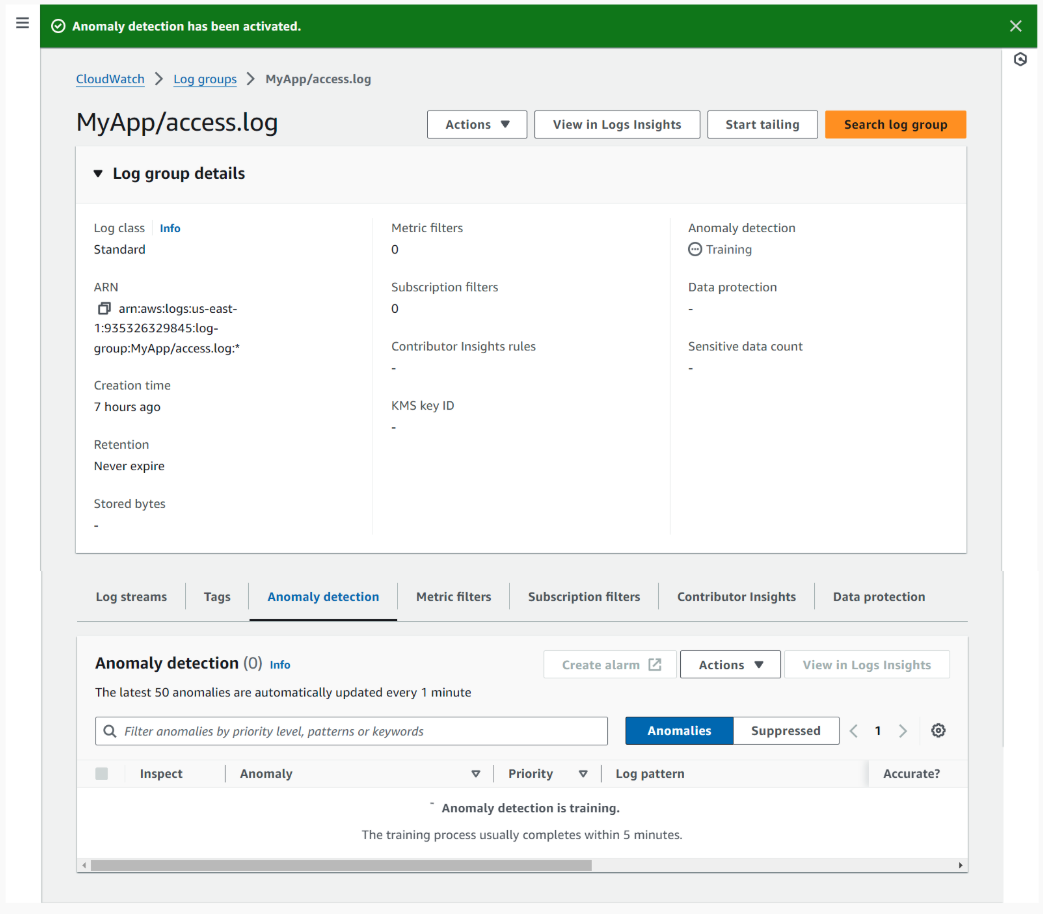 Anomaly detection has been activated.
CloudWatch > Log groups > MyApp/access.log
MyApp/access.log
Actions
View in Logs Insights
Start tailing
Search log group
Log group details
Log class
Info
Standard
ARN
arn:aws:logs:us-east-
1:935326329845:log-
group:MyApp/access.log:*
Creation time
7 hours ago
Retention
Never expire
Stored bytes
-
Metric filters
0
Subscription filters
0
Contributor Insights rules
-
KMS key ID
-
Anomaly detection
Training
Data protection
-
Sensitive data count
-
Log streams
Tags
Anomaly detection
Metric filters
Subscription filters
Contributor Insights
Data protection
Anomaly detection (0) Info
Create alarm
Actions
View in Logs Insights
The latest 50 anomalies are automatically updated every 1 minute
Filter anomalies by priority level, patterns or keywords
Anomalies
Suppressed
1
Inspect
Anomaly
Priority
Log pattern
Accurate?
Anomaly detection is training.
The training process usually completes within 5 minutes.